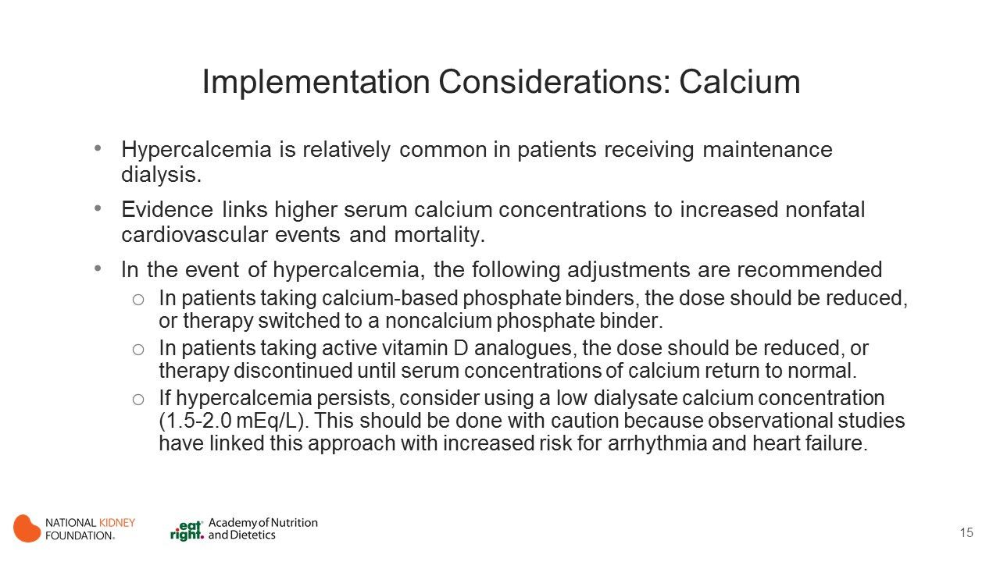 Implementation Considerations: Calcium
• Hypercalcemia is relatively common in patients receiving maintenance
dialysis.
• Evidence links higher serum calcium concentrations to increased nonfatal
cardiovascular events and mortality.
• In the event of hypercalcemia, the following adjustments are recommended
o In patients taking calcium-based phosphate binders, the dose should be reduced,
or therapy switched to a noncalcium phosphate binder.
o In patients taking active vitamin D analogues, the dose should be reduced, or
therapy discontinued until serum concentrations of calcium return to normal.
o If hypercalcemia persists, consider using a low dialysate calcium concentration
(1.5-2.0 mEq/L). This should be done with caution because observational studies
have linked this approach with increased risk for arrhythmia and heart failure.
NATIONAL KIDNEY
FOUNDATION®
eat
right.
Academy of Nutrition
and Dietetics
15